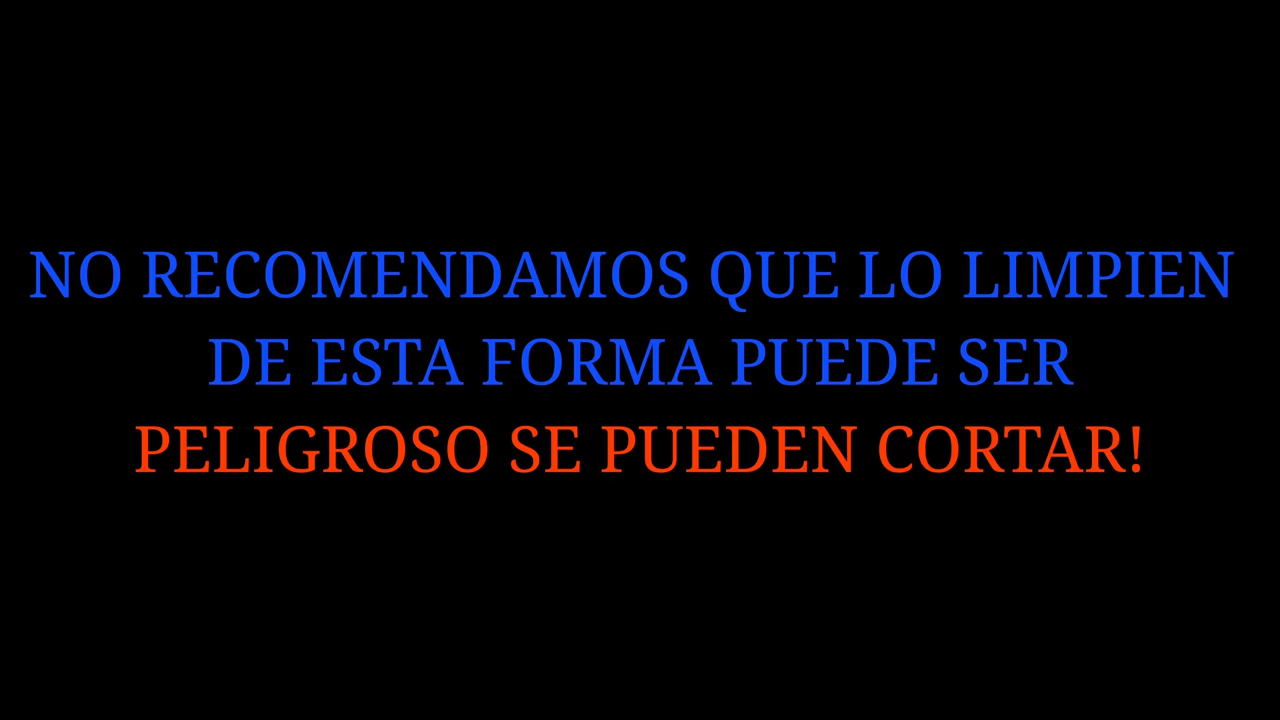 NO RECOMENDAMOS QUE LO LIMPIEN
DE ESTA FORMA PUEDE SER
PELIGROSO SE PUEDEN CORTAR!